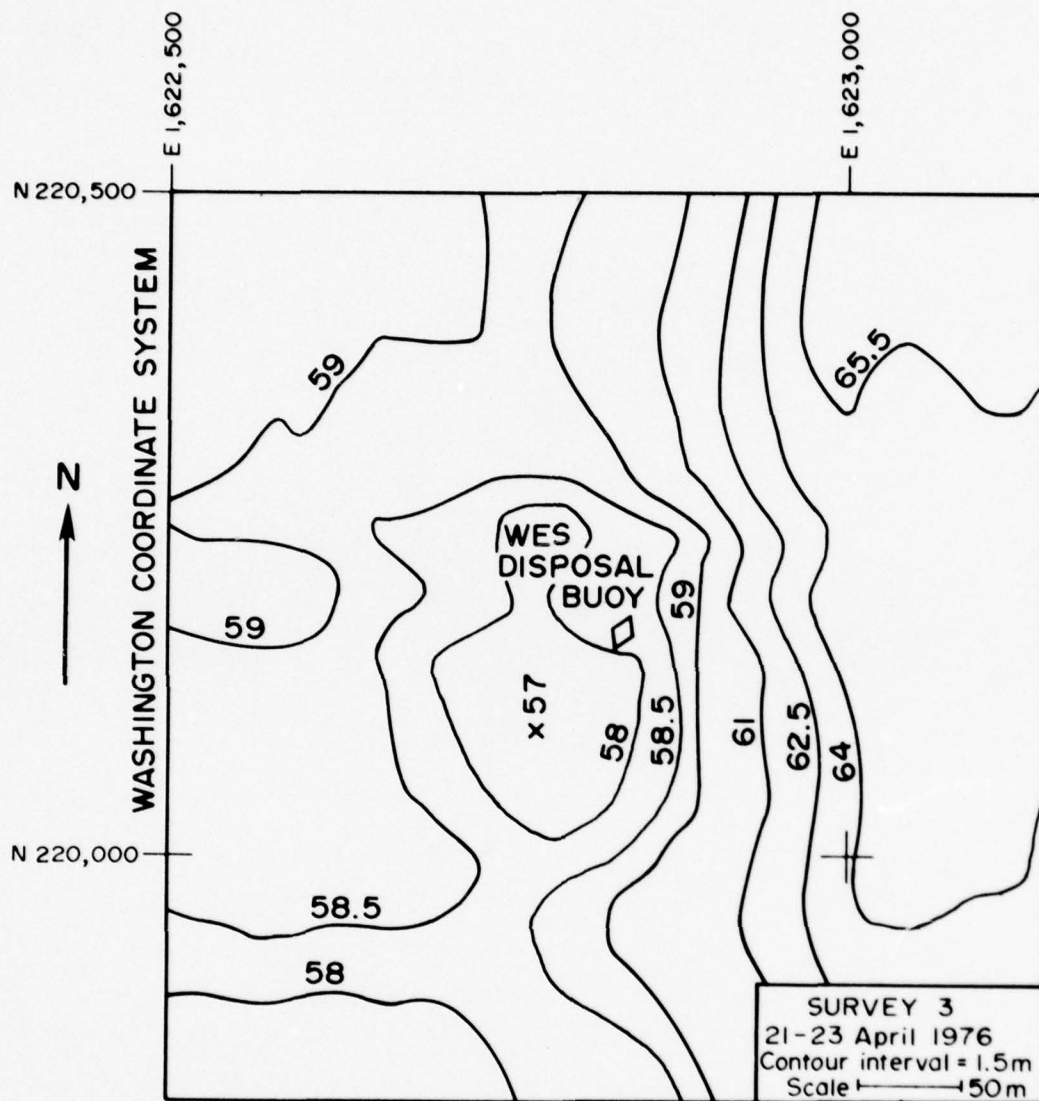 E 1,622,500
E 1,623,000
N 220,500
WASHINGTON COORDINATE SYSTEM
N
59
65.5
WES
DISPOSAL
BUOY
59
59
x57
58
58.5
61
62.5
64
N 220,000
58.5
58
SURVEY 3
21-23 April 1976
Contour interval = 1.5m
Scale 50m